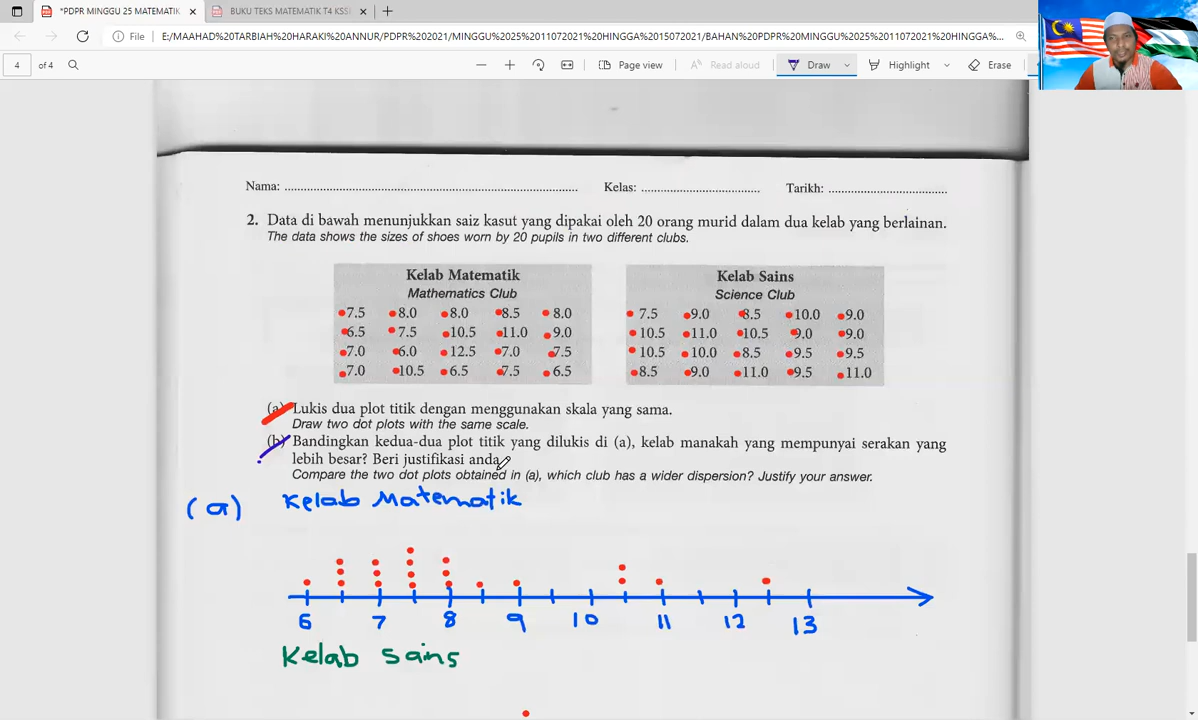 *PDPR MINGGU 25 MATEMATIK
BUKU TEKS MATEMATIK T4 KSS
File
E:/MAAHAD%20TARBIAH%20HARAKI%20ANNUR/PDPR%202021/MINGGU%2025%2011072021%20HINGGA%2015072021/BAHAN%20PDPR%20MINGGU%2025%2011072021%20HINGGA%2...
4 of 4
Page view
Read aloud
Draw
Highlight
Erase
Nama: Kelas: Tarikh:
2. Data di bawah menunjukkan saiz kasut yang dipakai oleh 20 orang murid dalam dua kelab yang berlainan.
The data shows the sizes of shoes worn by 20 pupils in two different clubs.
Kelab Matematik
Mathematics Club
7.5 8.0 8.0 8.5 8.0
6.5 7.5 10.5 11.0 9.0
7.0 6.0 12.5 7.0 7.5
7.0 10.5 6.5 7.5 6.5
Kelab Sains
Science Club
7.5 9.0 8.5 10.0 9.0
10.5 11.0 10.5 9.0 9.0
10.5 10.0 8.5 9.5 9.5
8.5 9.0 11.0 9.5 11.0
(a) Lukis dua plot titik dengan menggunakan skala yang sama.
Draw two dot plots with the same scale.
(b) Bandingkan kedua-dua plot titik yang dilukis di (a), kelab manakah yang mempunyai serakan yang
lebih besar? Beri justifikasi anda.
Compare the two dot plots obtained in (a), which club has a wider dispersion? Justify your answer.
(a) Kelab Matematik
6 7 8 9 10 11 12 13
Kelab Sains